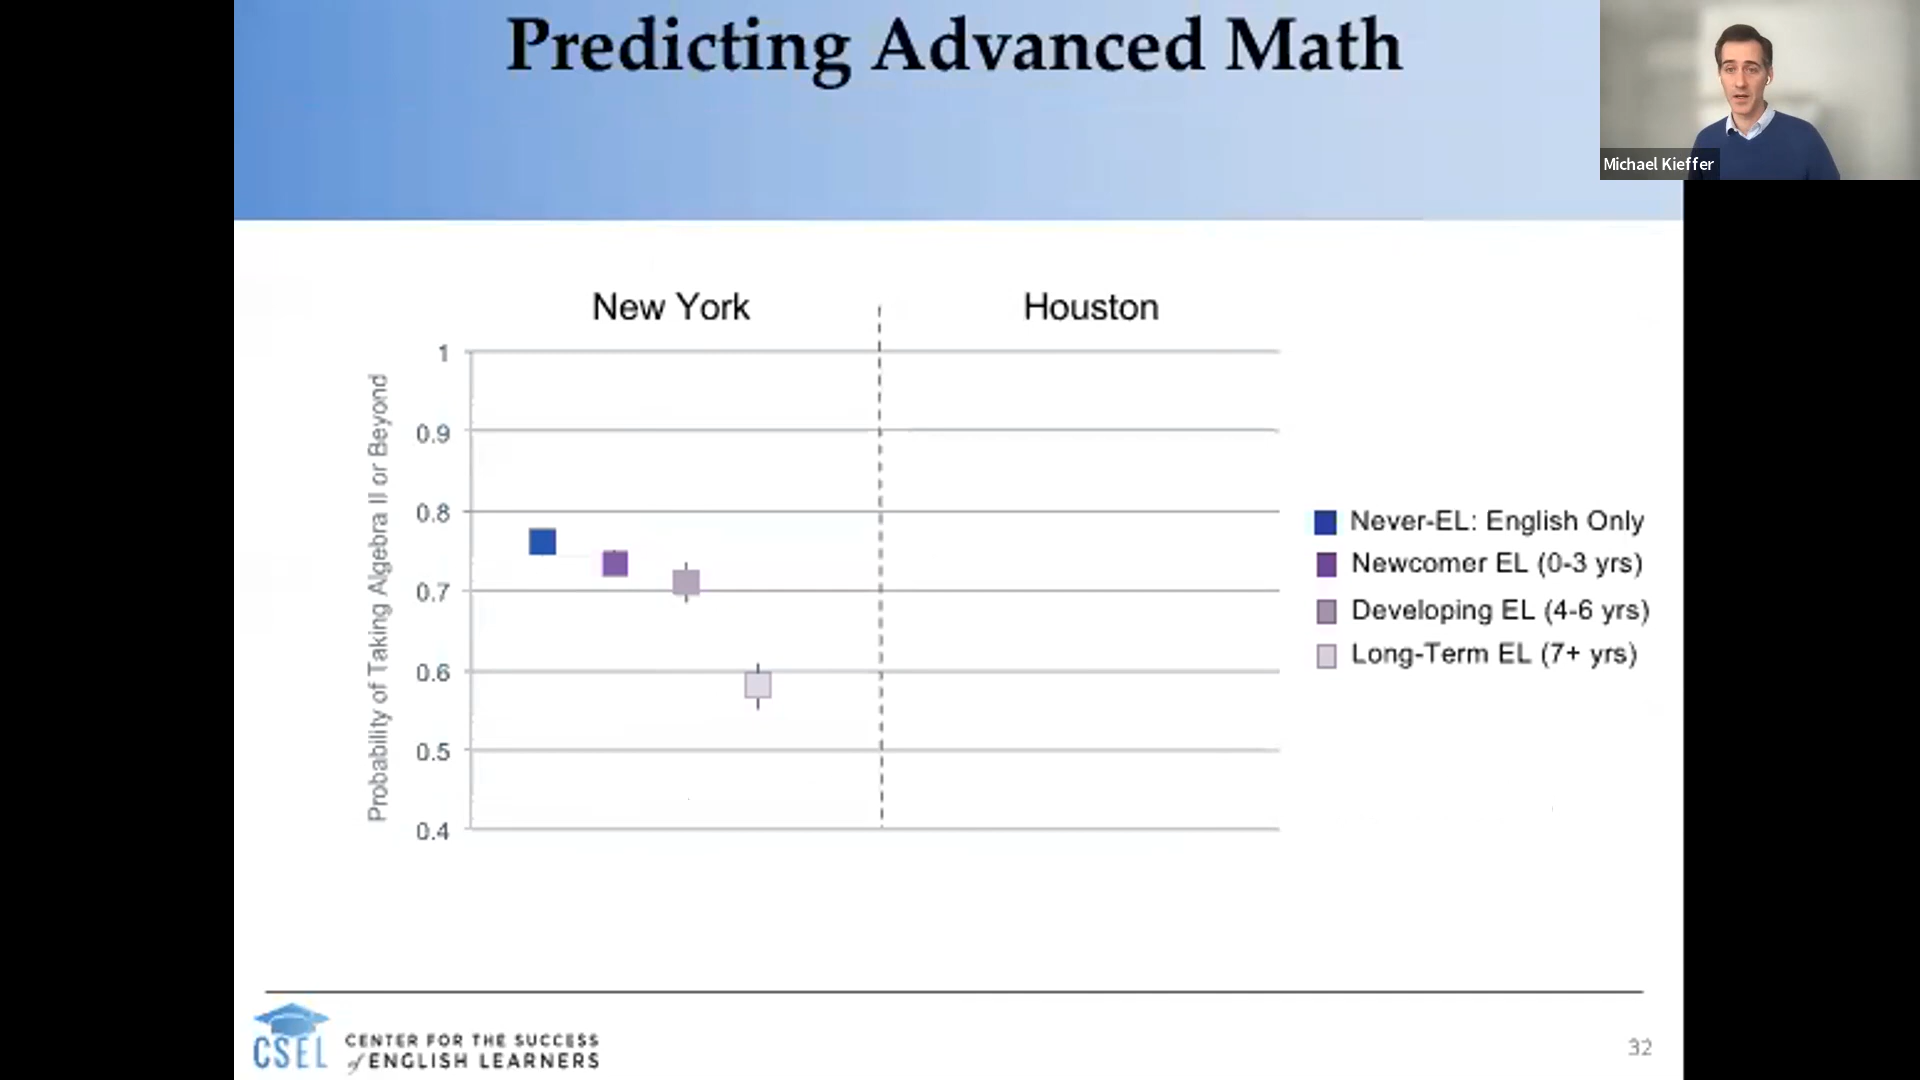 Predicting Advanced Math
Michael Kieffer
New York
Houston
Probability of Taking Algebra II or Beyond
1
0.9
0.8
0.7
0.6
0.5
0.4
Never-EL: English Only
Newcomer EL (0-3 yrs)
Developing EL (4-6 yrs)
Long-Term EL (7+ yrs)
CSEL
CENTER FOR THE SUCCESS
of ENGLISH LEARNERS
32